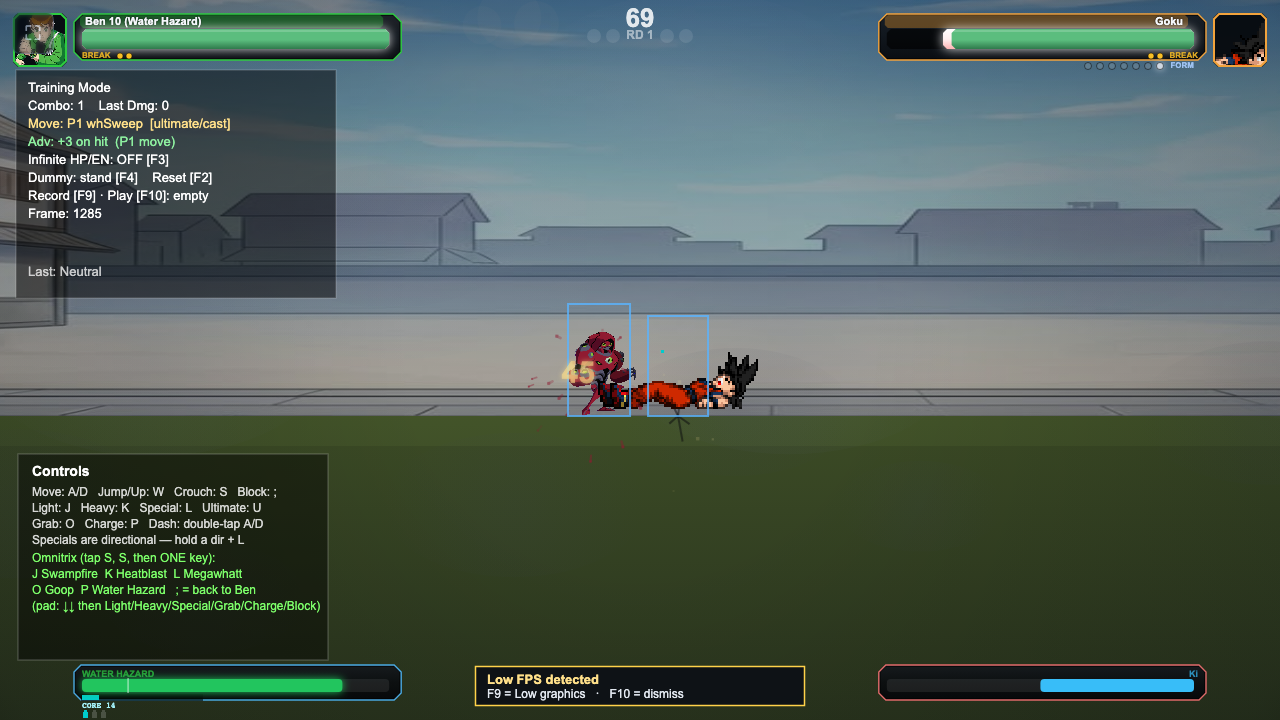 Ben 10 (Water Hazard)
BREAK
69
RD 1
Goku
BREAK
FORM
Training Mode
Combo: 1    Last Dmg: 0
Move: P1 whSweep  [ultimate/cast]
Adv: +3 on hit  (P1 move)
Infinite HP/EN: OFF [F3]
Dummy: stand [F4]    Reset [F2]
Record [F9] · Play [F10]: empty
Frame: 1285
Last: Neutral
45
Controls
Move: A/D   Jump/Up: W   Crouch: S   Block: ;
Light: J   Heavy: K   Special: L   Ultimate: U
Grab: O   Charge: P   Dash: double-tap A/D
Specials are directional — hold a dir + L
Omnitrix (tap S, S, then ONE key):
J Swampfire  K Heatblast  L Megawhatt
O Goop  P Water Hazard   ; = back to Ben
(pad: ↓↓ then Light/Heavy/Special/Grab/Charge/Block)
WATER HAZARD
CORE 14
Low FPS detected
F9 = Low graphics   ·   F10 = dismiss
Ki